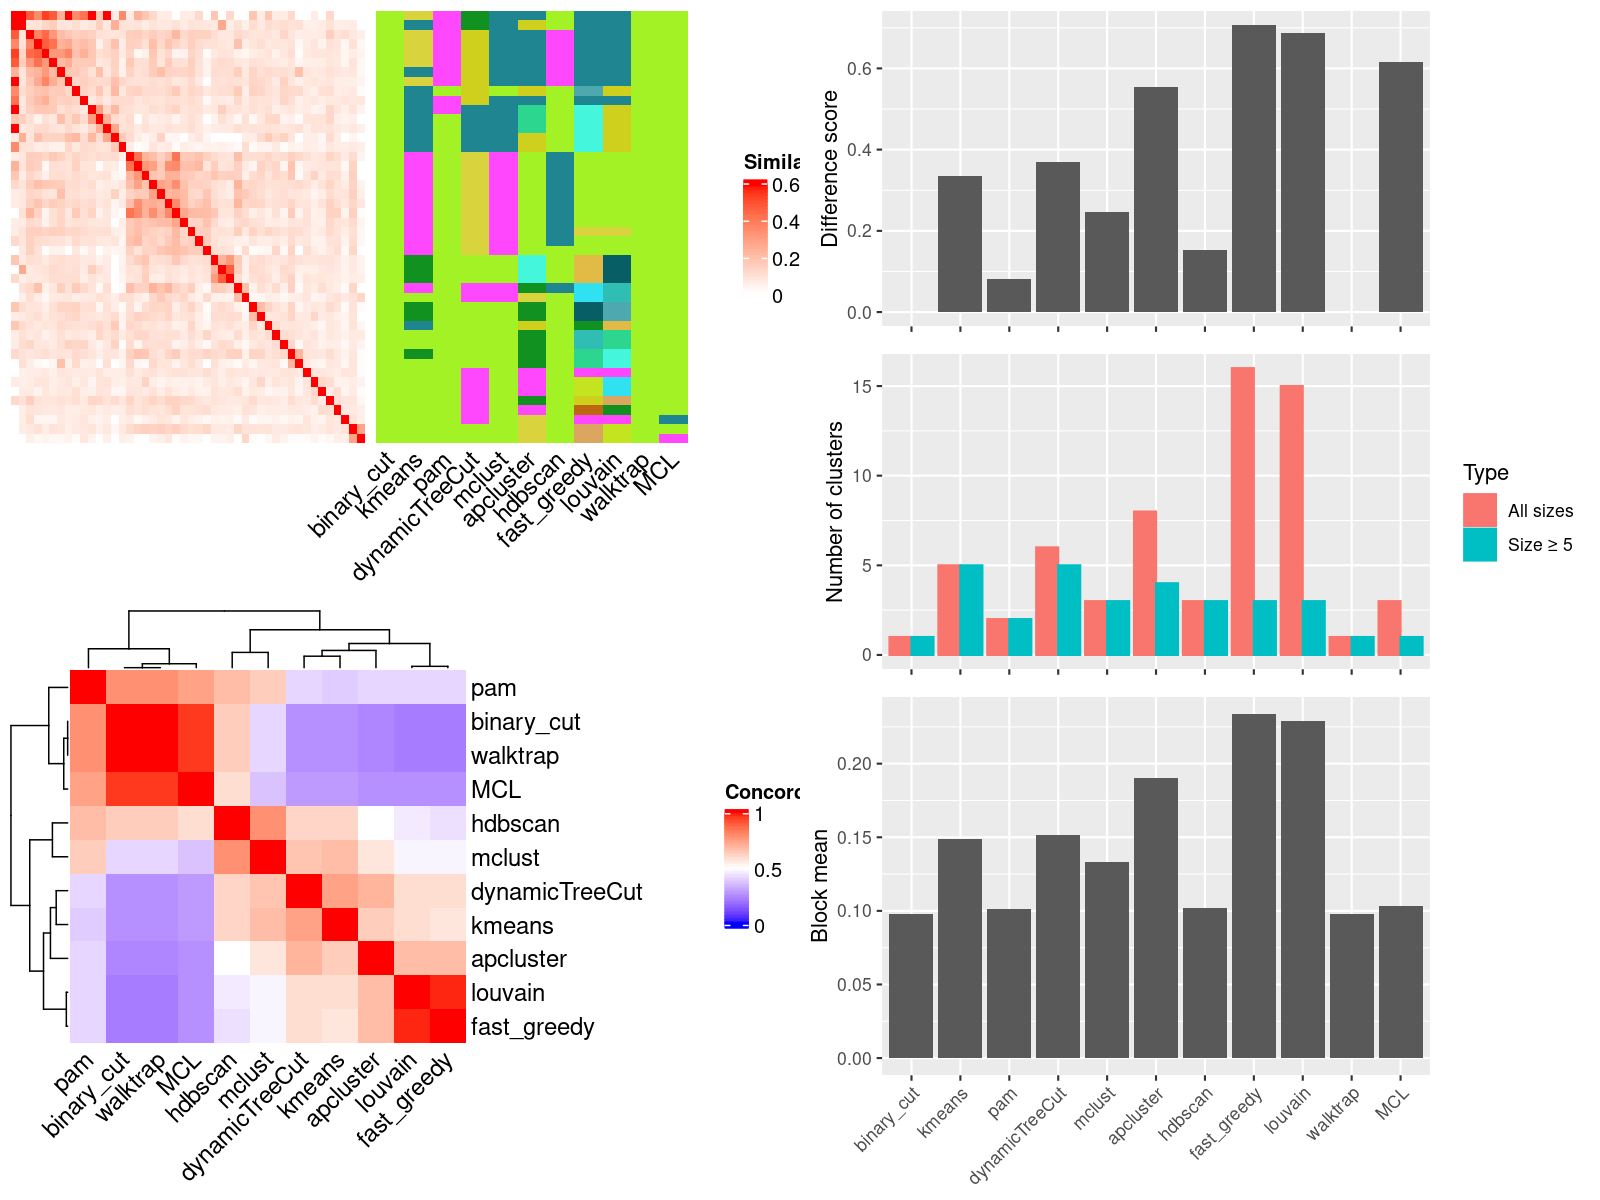 Simila
0.6
0.4
0.2
0
binary_cut
kmeans
pam
dynamicTreeCut
mclust
apcluster
hdbscan
fast_greedy
louvain
walktrap
MCL
pam
binary_cut
walktrap
MCL
hdbscan
mclust
dynamicTreeCut
kmeans
apcluster
louvain
fast_greedy
Concord
1
0.5
0
pam
binary_cut
walktrap
MCL
hdbscan
mclust
dynamicTreeCut
kmeans
apcluster
louvain
fast_greedy
Difference score
0.6
0.4
0.2
0.0
Number of clusters
15
10
5
0
Type
All sizes
Size ≥ 5
Block mean
0.20
0.15
0.10
0.05
0.00
binary_cut
kmeans
pam
dynamicTreeCut
mclust
apcluster
hdbscan
fast_greedy
louvain
walktrap
MCL